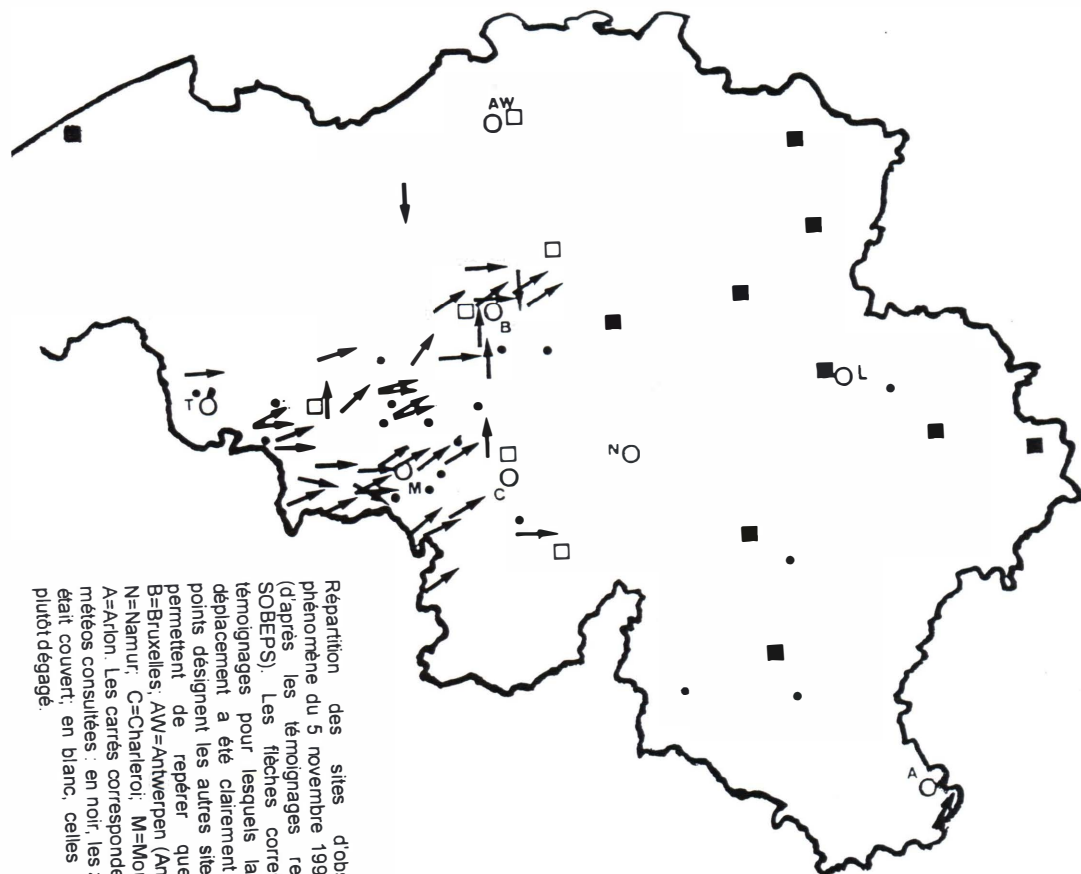 AW
B
L
T
N
M
C
A
Répartition des sites d'obs
phénomène du 5 novembre 199
(d'après les témoignages re
SOBEPS). Les flèches corre
témoignages pour lesquels la
déplacement a été clairement
points désignent les autres site
permettent de repérer que
B=Bruxelles; AW=Antwerpen (An
N=Namur; C=Charleroi; M=Mon
A=Arlon. Les carrés corresponde
météos consultées : en noir, les
était couvert; en blanc, celles
plutôt dégagé.